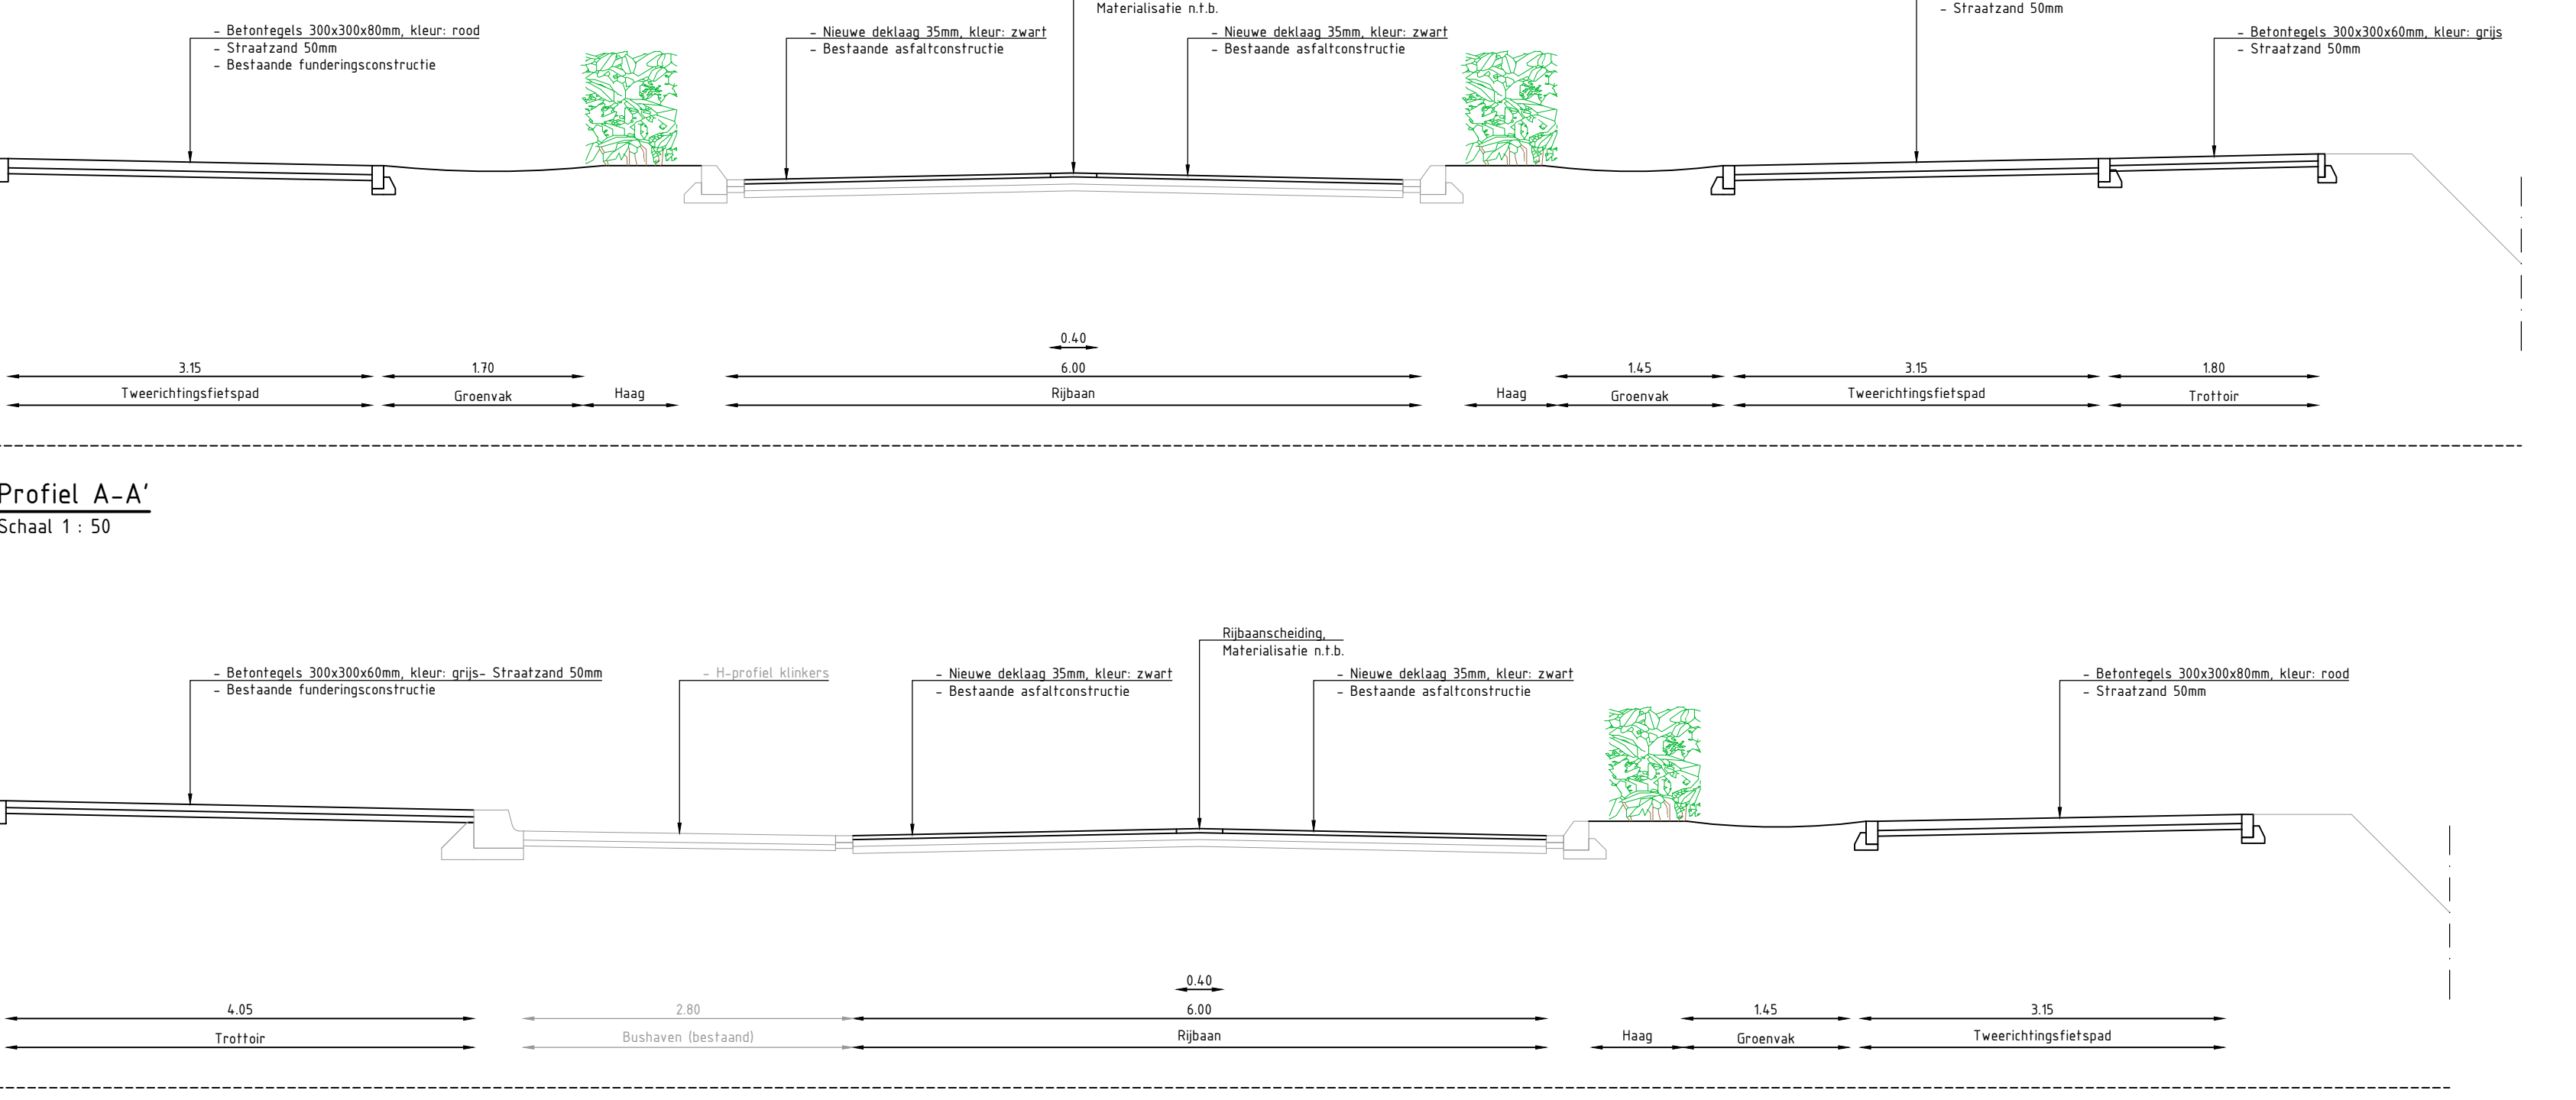 Materialisatie n.t.b.
- Straatzand 50mm
- Betontegels 300x300x80mm, kleur: rood
- Straatzand 50mm
- Bestaande funderingsconstructie
- Nieuwe deklaag 35mm, kleur: zwart
- Bestaande asfaltconstructie
- Nieuwe deklaag 35mm, kleur: zwart
- Bestaande asfaltconstructie
- Betontegels 300x300x60mm, kleur: grijs
- Straatzand 50mm
0.40
3.15
1.70
6.00
1.45
3.15
1.80
Tweerichtingsfietspad
Groenvak
Haag
Rijbaan
Haag
Groenvak
Tweerichtingsfietspad
Trottoir
Profiel A-A'
Schaal 1 : 50
Rijbaanscheiding,
Materialisatie n.t.b.
- Betontegels 300x300x60mm, kleur: grijs- Straatzand 50mm
- Bestaande funderingsconstructie
- H-profiel klinkers
- Nieuwe deklaag 35mm, kleur: zwart
- Bestaande asfaltconstructie
- Nieuwe deklaag 35mm, kleur: zwart
- Bestaande asfaltconstructie
- Betontegels 300x300x80mm, kleur: rood
- Straatzand 50mm
0.40
4.05
2.80
6.00
1.45
3.15
Trottoir
Bushaven (bestaand)
Rijbaan
Haag
Groenvak
Tweerichtingsfietspad